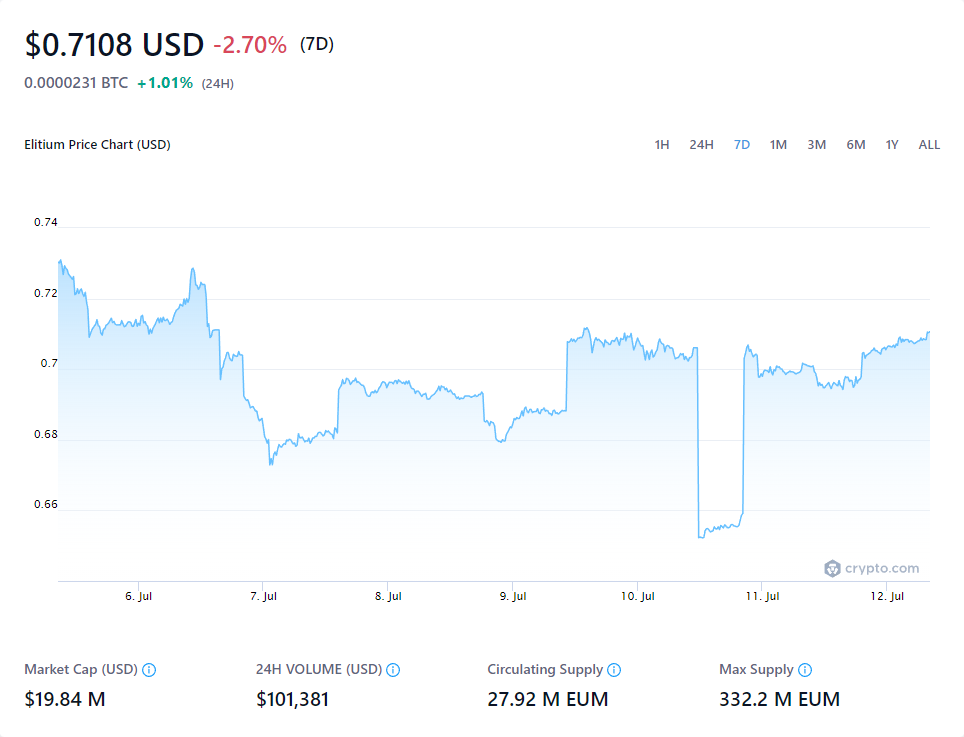 $0.7108 USD -2.70% (7D)
0.0000231 BTC +1.01% (24H)
Elitium Price Chart (USD) 1H 24H 7D 1M 3M 6M 1Y ALL
0.74
0.72
0.7
0.68
0.66
crypto.com
6. Jul 7. Jul 8. Jul 9. Jul 10. Jul 11. Jul 12. Jul
Market Cap (USD) 24H VOLUME (USD) Circulating Supply Max Supply
$19.84 M $101,381 27.92 M EUM 332.2 M EUM